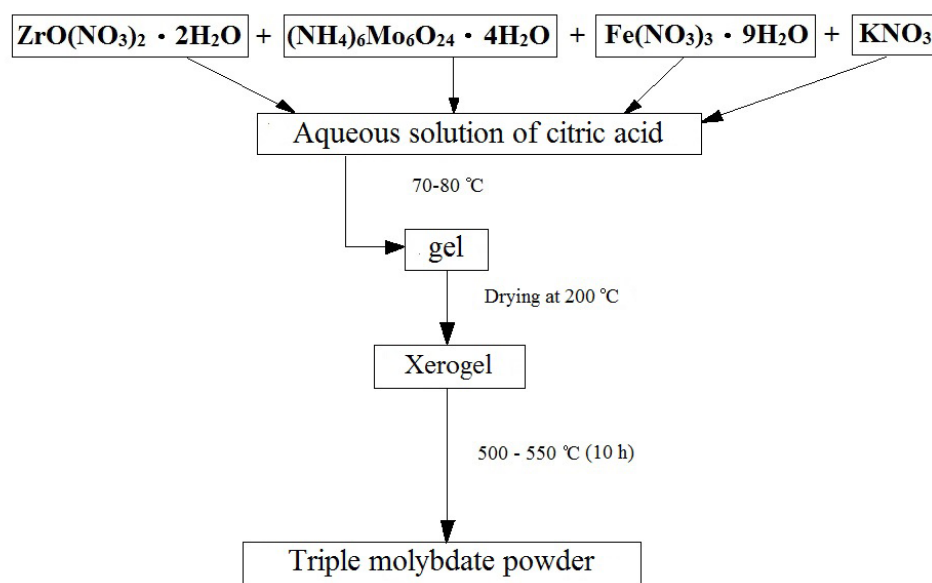 ZrO(NO₃)₂ · 2H₂O + (NH₄)₆Mo₆O₂₄ · 4H₂O + Fe(NO₃)₃ · 9H₂O + KNO₃
Aqueous solution of citric acid
70-80 °C
gel
Drying at 200 °C
Xerogel
500 - 550 °C (10 h)
Triple molybdate powder